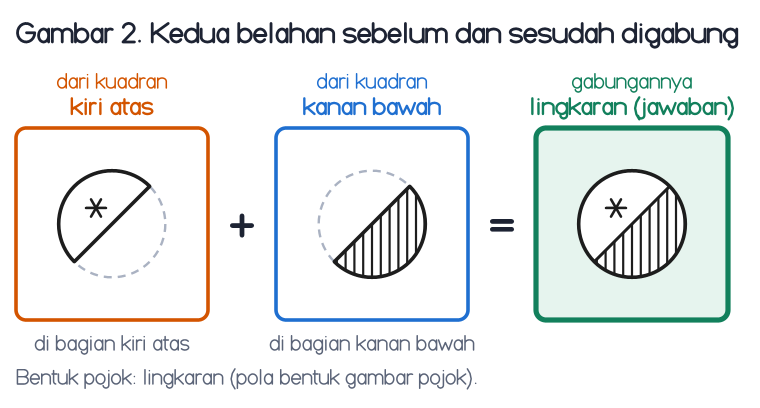 Gambar 2. Kedua belahan sebelum dan sesudah digabung
dari kuadran
kiri atas
dari kuadran
kanan bawah
gabungannya
lingkaran (jawaban)
+
=
di bagian kiri atas
di bagian kanan bawah
Bentuk pojok: lingkaran (pola bentuk gambar pojok).